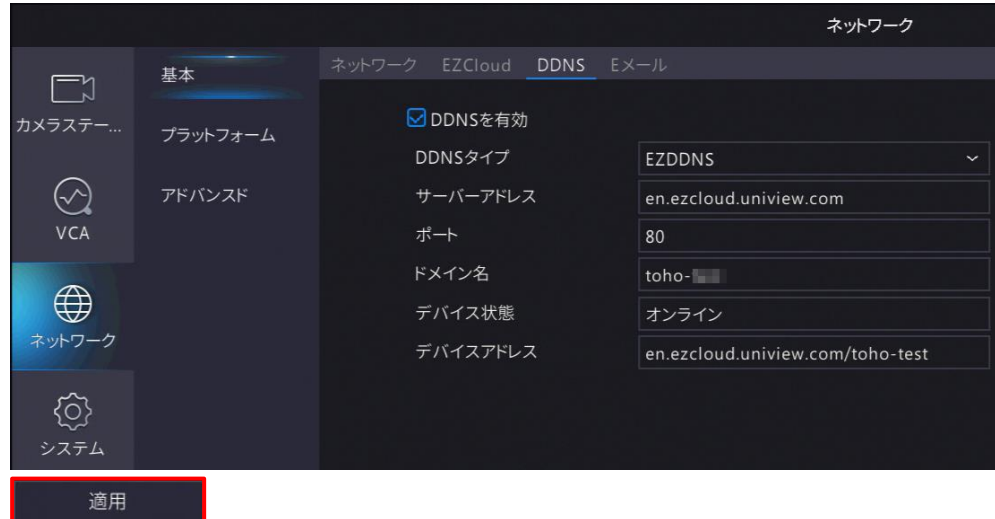 ネットワーク
ネットワーク EZCloud DDNS Eメール
カメラステー...
VCA
ネットワーク
システム
基本
プラットフォーム
アドバンスド
DDNSを有効
DDNSタイプ EZDDNS
サーバーアドレス en.ezcloud.uniview.com
ポート 80
ドメイン名 toho-
デバイス状態 オンライン
デバイスアドレス en.ezcloud.uniview.com/toho-test
適用